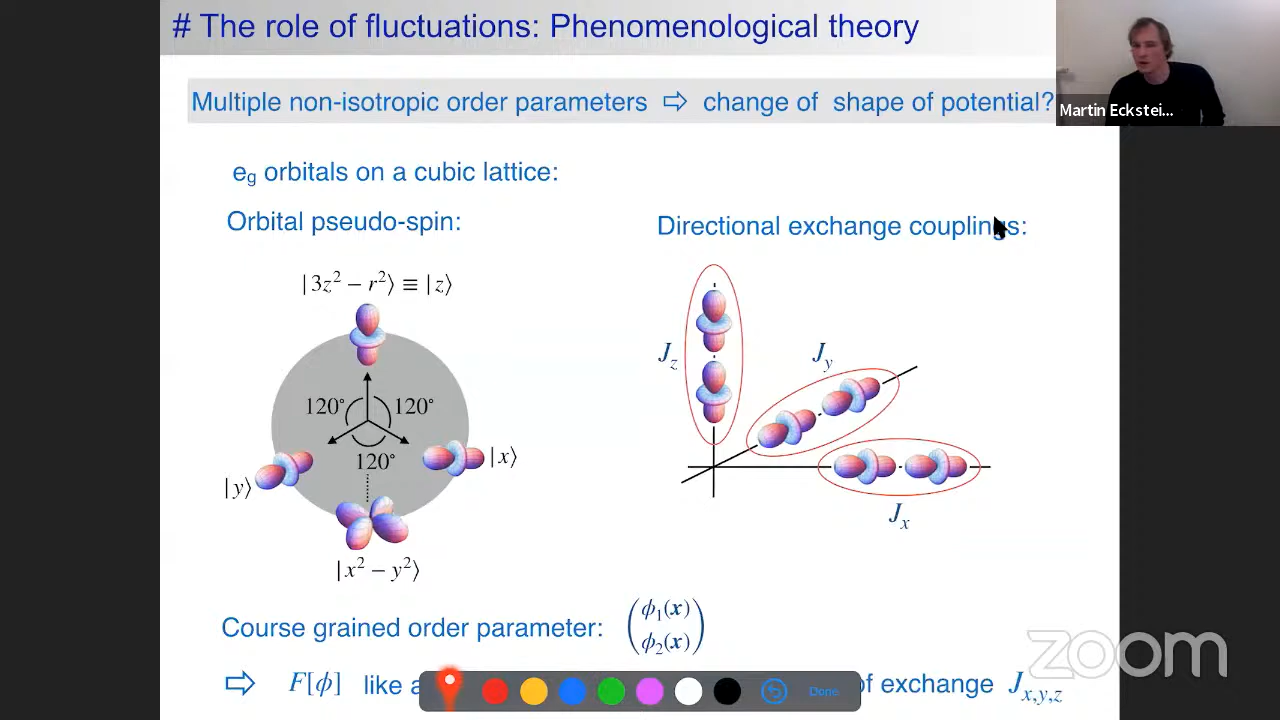 # The role of fluctuations: Phenomenological theory
Multiple non-isotropic order parameters ⇨ change of shape of potential?
Martin Eckstei...
e_g orbitals on a cubic lattice:
Orbital pseudo-spin:
Directional exchange couplings:
|3z² − r²⟩ ≡ |z⟩
120° 120°
120°
|y⟩
|x⟩
|x² − y²⟩
J_z
J_y
J_x
Course grained order parameter: (ϕ₁(x) ϕ₂(x))
⇨ F[ϕ] like a
of exchange J_x,y,z
Done
zoom